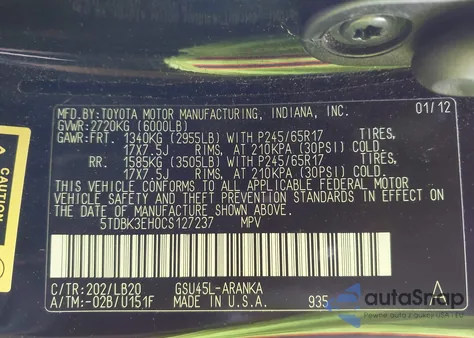 MFD.BY:TOYOTA MOTOR MANUFACTURING, INDIANA, INC. 01/12
GVWR:2720KG (6000LB)
GAWR:FRT. 1340KG (2955LB) WITH P245/65R17 TIRES,
17X7.5J RIMS, AT 210KPA (30PSI) COLD.
RR. 1585KG (3505LB) WITH P245/65R17 TIRES,
17X7.5J RIMS, AT 210KPA (30PSI) COLD.
THIS VEHICLE CONFORMS TO ALL APPLICABLE FEDERAL MOTOR
VEHICLE SAFETY AND THEFT PREVENTION STANDARDS IN EFFECT
ON THE DATE OF MANUFACTURE SHOWN ABOVE.
5TDBK3EH0CS127237 MPV
C/TR:202/LB20 GSU45L-ARANKA A
A/TM:-02B/U151F MADE IN U.S.A. 935
CAUTION
autoSnap